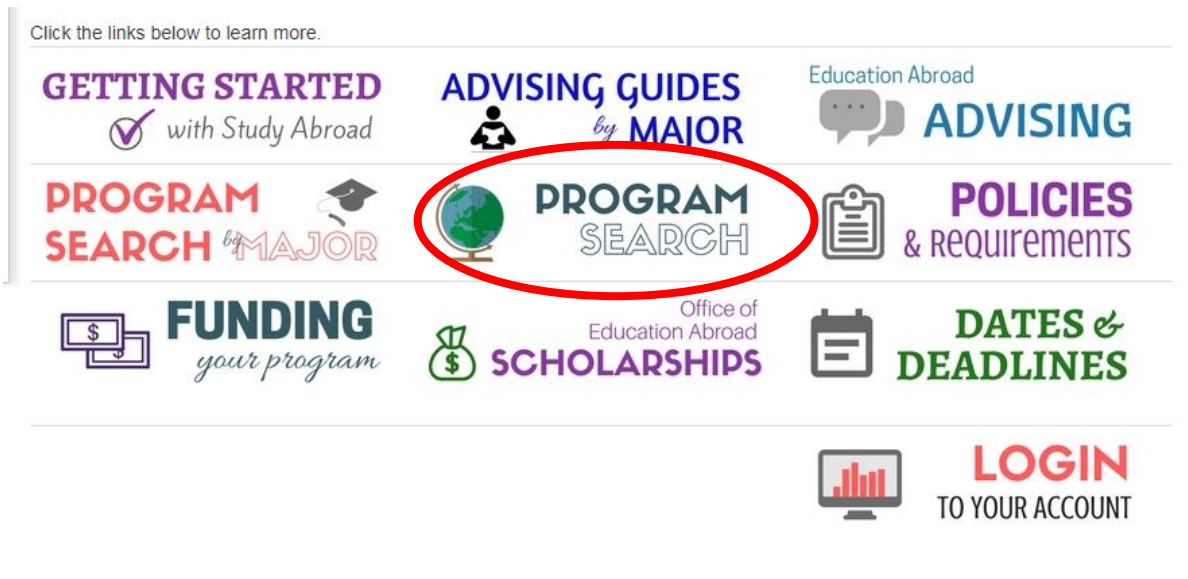 Click the links below to learn more.
GETTING STARTED
with Study Abroad
ADVISING GUIDES
by MAJOR
Education Abroad
ADVISING
PROGRAM
SEARCH by MAJOR
PROGRAM
SEARCH
POLICIES
& Requirements
$
$
FUNDING
your program
$
Office of
Education Abroad
SCHOLARSHIPS
DATES &
DEADLINES
LOGIN
TO YOUR ACCOUNT